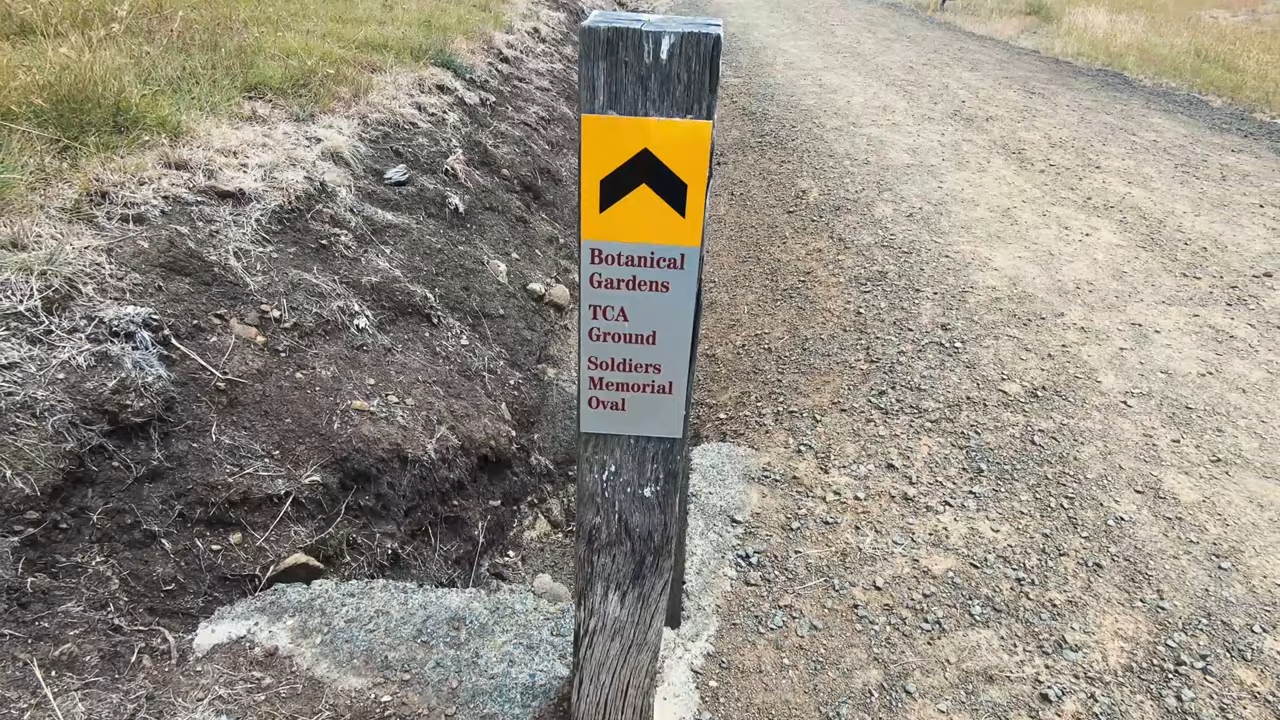 Botanical
Gardens
TCA
Ground
Soldiers
Memorial
Oval